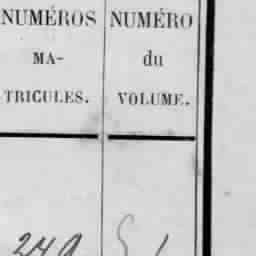 NUMÉROS
MA-
TRICULES.
NUMÉRO
du
VOLUME.